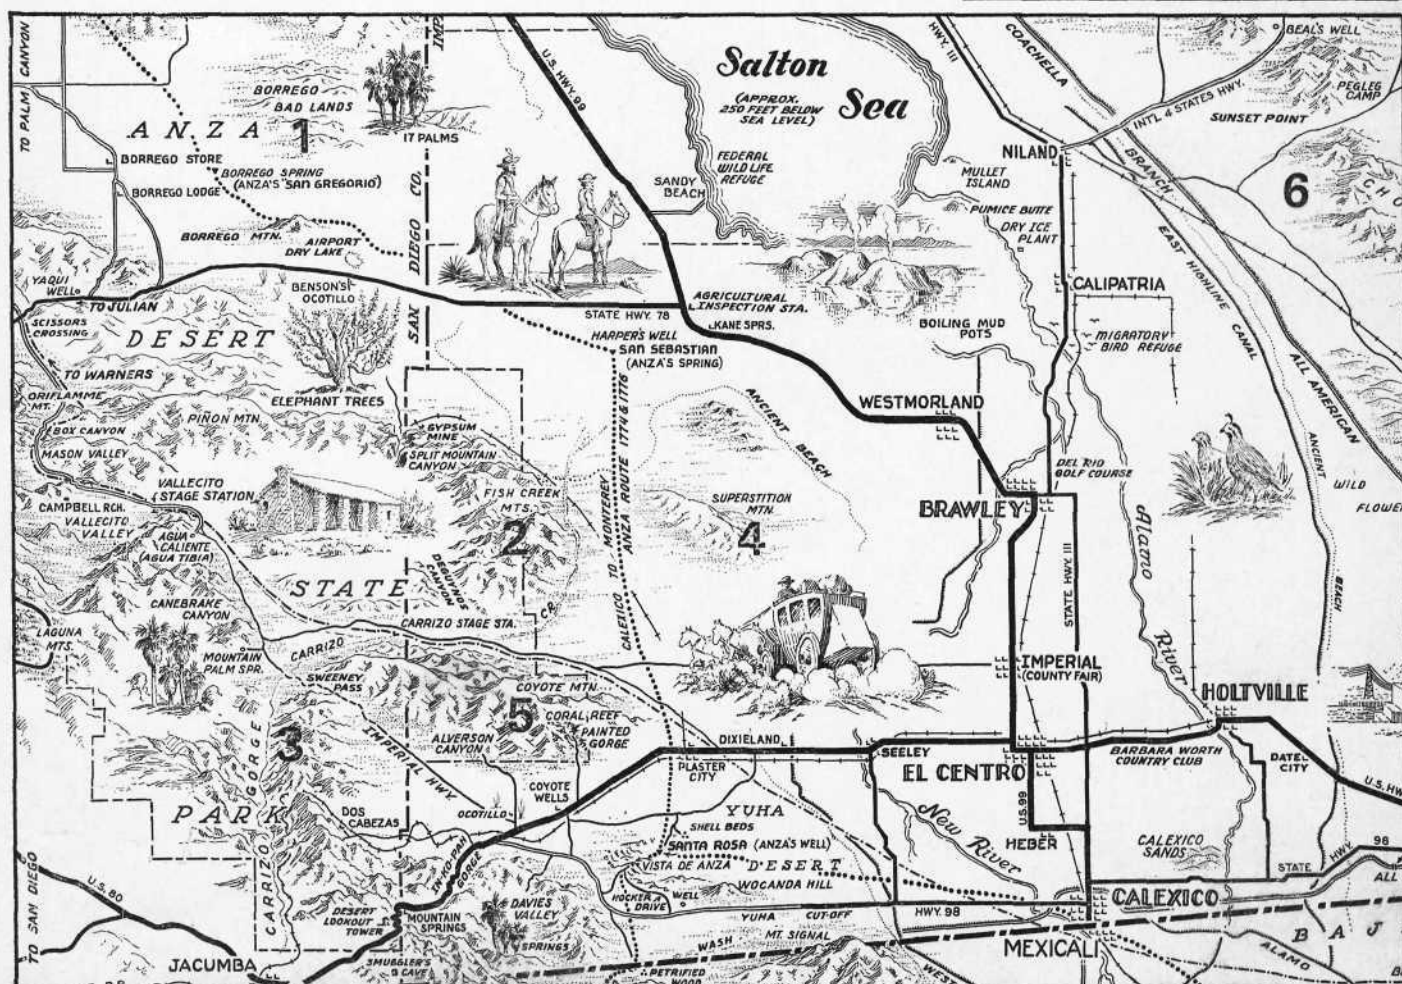 TO PALM CANYON
BORREGO
BAD LANDS
ANZA
1
17 PALMS
BORREGO STORE
BORREGO SPRING
(ANZA'S "SAN GREGORIO")
BORREGO LODGE
BORREGO MTN.
AIRPORT
DRY LAKE
SAN DIEGO CO.
IMP.
U.S. HWY. 99
Salton
Sea
(APPROX.
250 FEET BELOW
SEA LEVEL)
FEDERAL
WILD LIFE
REFUGE
SANDY
BEACH
HWY. 111
COACHELLA
BRANCH
NILAND
INTL 4 STATES HWY.
BEAL'S WELL
PEGLEG
CAMP
SUNSET POINT
6
CHO
MULLET
ISLAND
PUMICE BUTTE
DRY ICE
PLANT
EAST HIGHLINE CANAL
ALL AMERICAN
CALIPATRIA
MIGRATORY
BIRD REFUGE
BOILING MUD
POTS
YAQUI
WELL
TO JULIAN
SCISSORS
CROSSING
DESERT
BENSON'S
OCOTILLO
ELEPHANT TREES
STATE HWY. 78
AGRICULTURAL
INSPECTION STA.
KANE SPRS.
HARPER'S WELL
SAN SEBASTIAN
(ANZA'S SPRING)
TO WARNERS
ORIFLAMME
MT.
BOX CANYON
MASON VALLEY
PIÑON MTN.
GYPSUM
MINE
SPLIT MOUNTAIN
CANYON
FISH CREEK
MTS.
2
VALLECITO
STAGE STATION
CAMPBELL RCH.
VALLECITO
VALLEY
AGUA
CALIENTE
(AGUA TIBIA)
CALEXICO TO MONTEREY
ANZA ROUTE 1774 & 1776
ANCIENT BEACH
SUPERSTITION
MTN.
4
WESTMORLAND
BRAWLEY
DEL RIO
GOLF COURSE
Alamo
River
ANCIENT
BEACH
WILD
FLOWE
STATE HWY. 111
STATE
CANEBRAKE
CANYON
LAGUNA
MTS.
MOUNTAIN
PALM SPR.
CARRIZO STAGE STA.
CARRIZO
CR.
SWEENEY
PASS
COYOTE MTN.
5
CORAL REEF
PAINTED
GORGE
ALVERSON
CANYON
3
IMPERIAL HWY.
IMPERIAL
(COUNTY FAIR)
HOLTVILLE
BARBARA WORTH
COUNTRY CLUB
DATE
CITY
U.S. HW
DIXIELAND
PLASTER
CITY
SEELEY
EL CENTRO
U.S. 99
HEBER
New
River
CALEXICO
SANDS
STATE HWY. 98
ALL
COYOTE
WELLS
OCOTILLO
DOS
CABEZAS
PARK
CARRIZO GORGE
IN-KO-PAH
GORGE
YUHA
SHELL BEDS
SANTA ROSA (ANZA'S WELL)
VISTA DE ANZA
DESERT
WOCANDA HILL
WELL
YUHA CUT-OFF
HWY. 98
CALEXICO
MEXICALI
BAJ
ALAMO
TO SAN DIEGO
U.S. 80
JACUMBA
DESERT
LOOKOUT
TOWER
MOUNTAIN
SPRINGS
SMUGGLER'S
CAVE
DAVIES
VALLEY
SPRINGS
WASH
MT. SIGNAL
PETRIFIED
WOOD
WEST